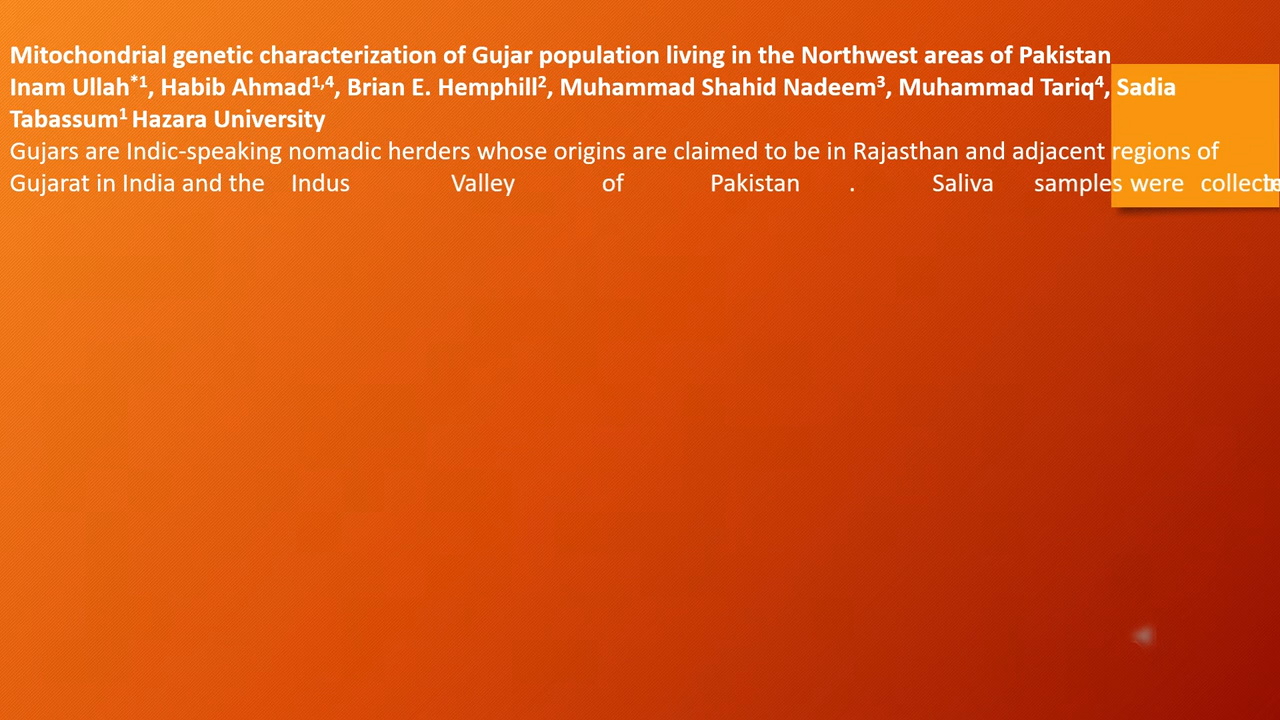 Mitochondrial genetic characterization of Gujar population living in the Northwest areas of Pakistan
Inam Ullah*1, Habib Ahmad1,4, Brian E. Hemphill2, Muhammad Shahid Nadeem3, Muhammad Tariq4, Sadia
Tabassum1 Hazara University
Gujars are Indic-speaking nomadic herders whose origins are claimed to be in Rajasthan and adjacent regions of
Gujarat in India and the Indus Valley of Pakistan . Saliva samples were